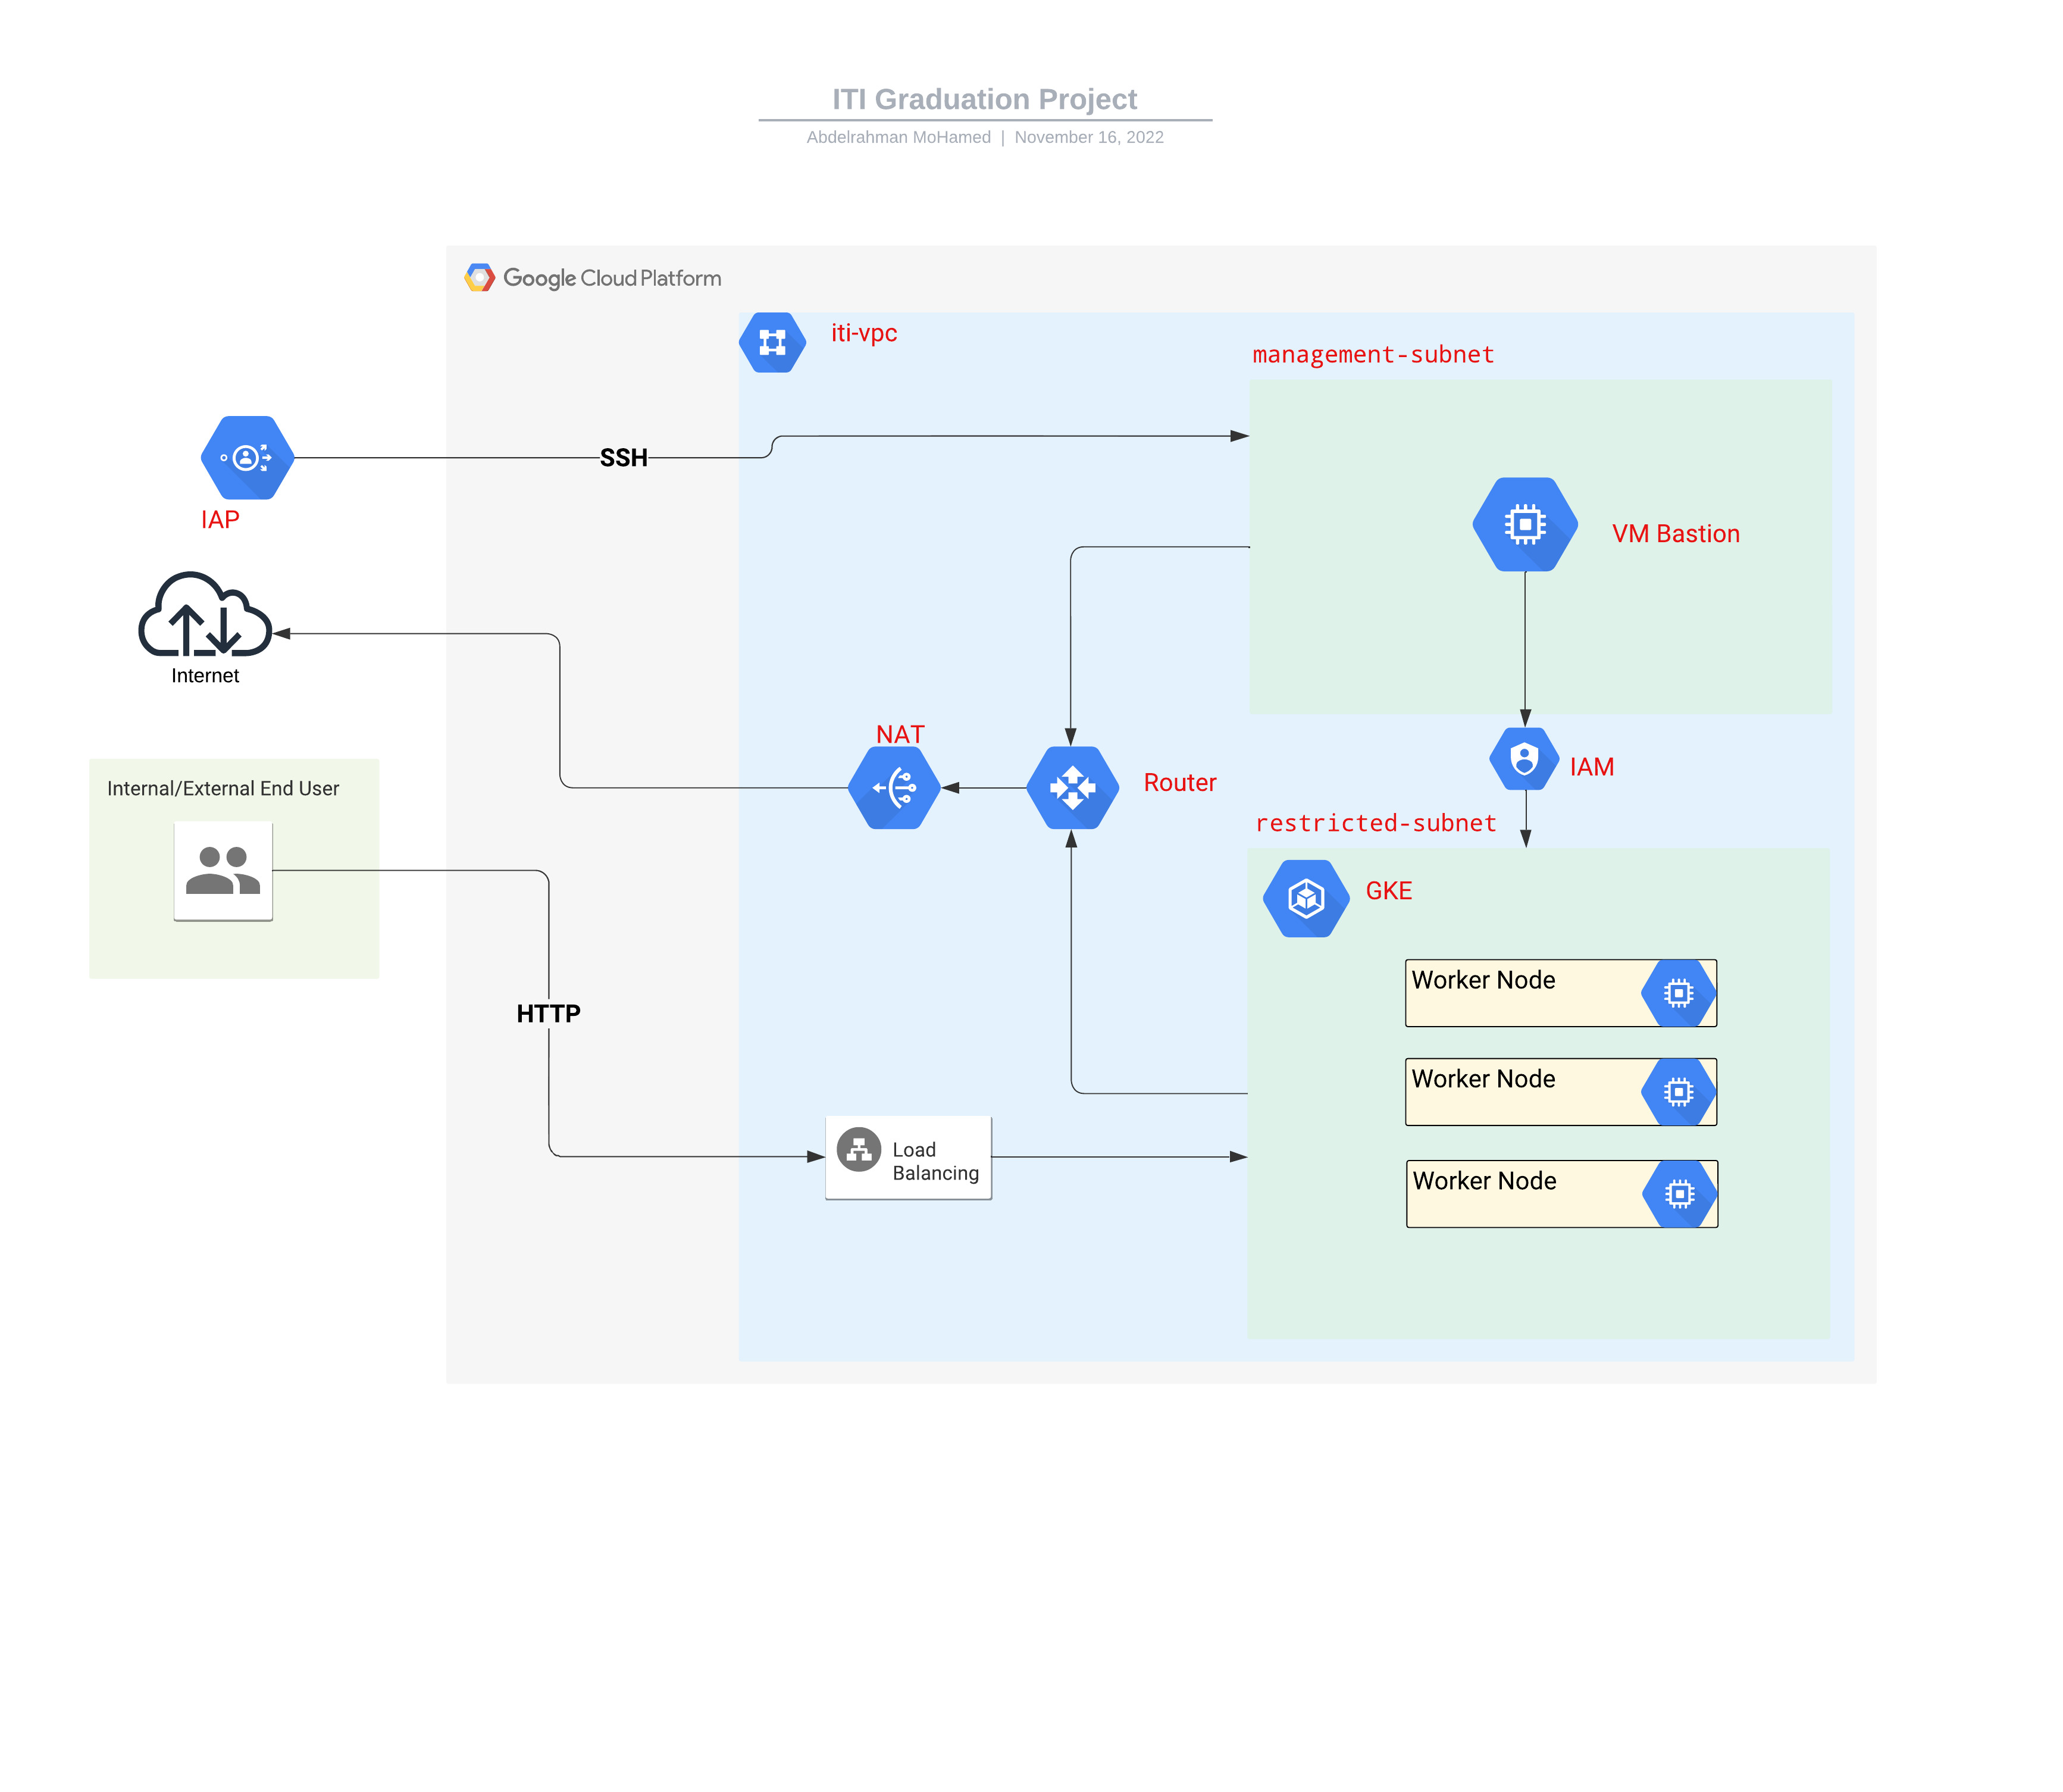 ITI Graduation Project
Abdelrahman MoHamed | November 16, 2022
Google Cloud Platform
iti-vpc
management-subnet
SSH
IAP
VM Bastion
Internet
NAT
IAM
Router
Internal/External End User
restricted-subnet
GKE
Worker Node
HTTP
Worker Node
Load
Balancing
Worker Node